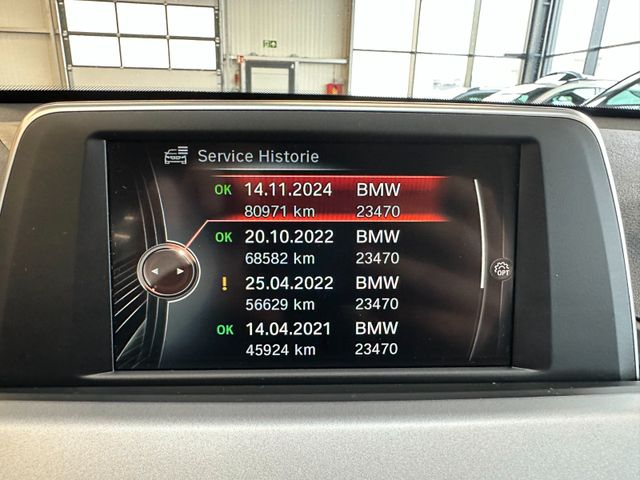 Service Historie
OK 14.11.2024 BMW
80971 km 23470
OK 20.10.2022 BMW
68582 km 23470
! 25.04.2022 BMW
56629 km 23470
OK 14.04.2021 BMW
45924 km 23470
OPT